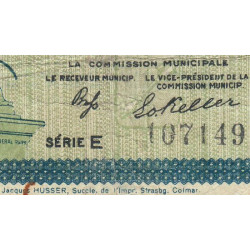 LA COMMISSION MUNICIPALE
LE RECEVEUR MUNICIP. LE VICE-PRÉSIDENT DE LA
COMMISSION MUNICIP.
SÉRIE E 107149
Jacques HUSSER, Succ. de l'Impr. Strasbg. Colmar.